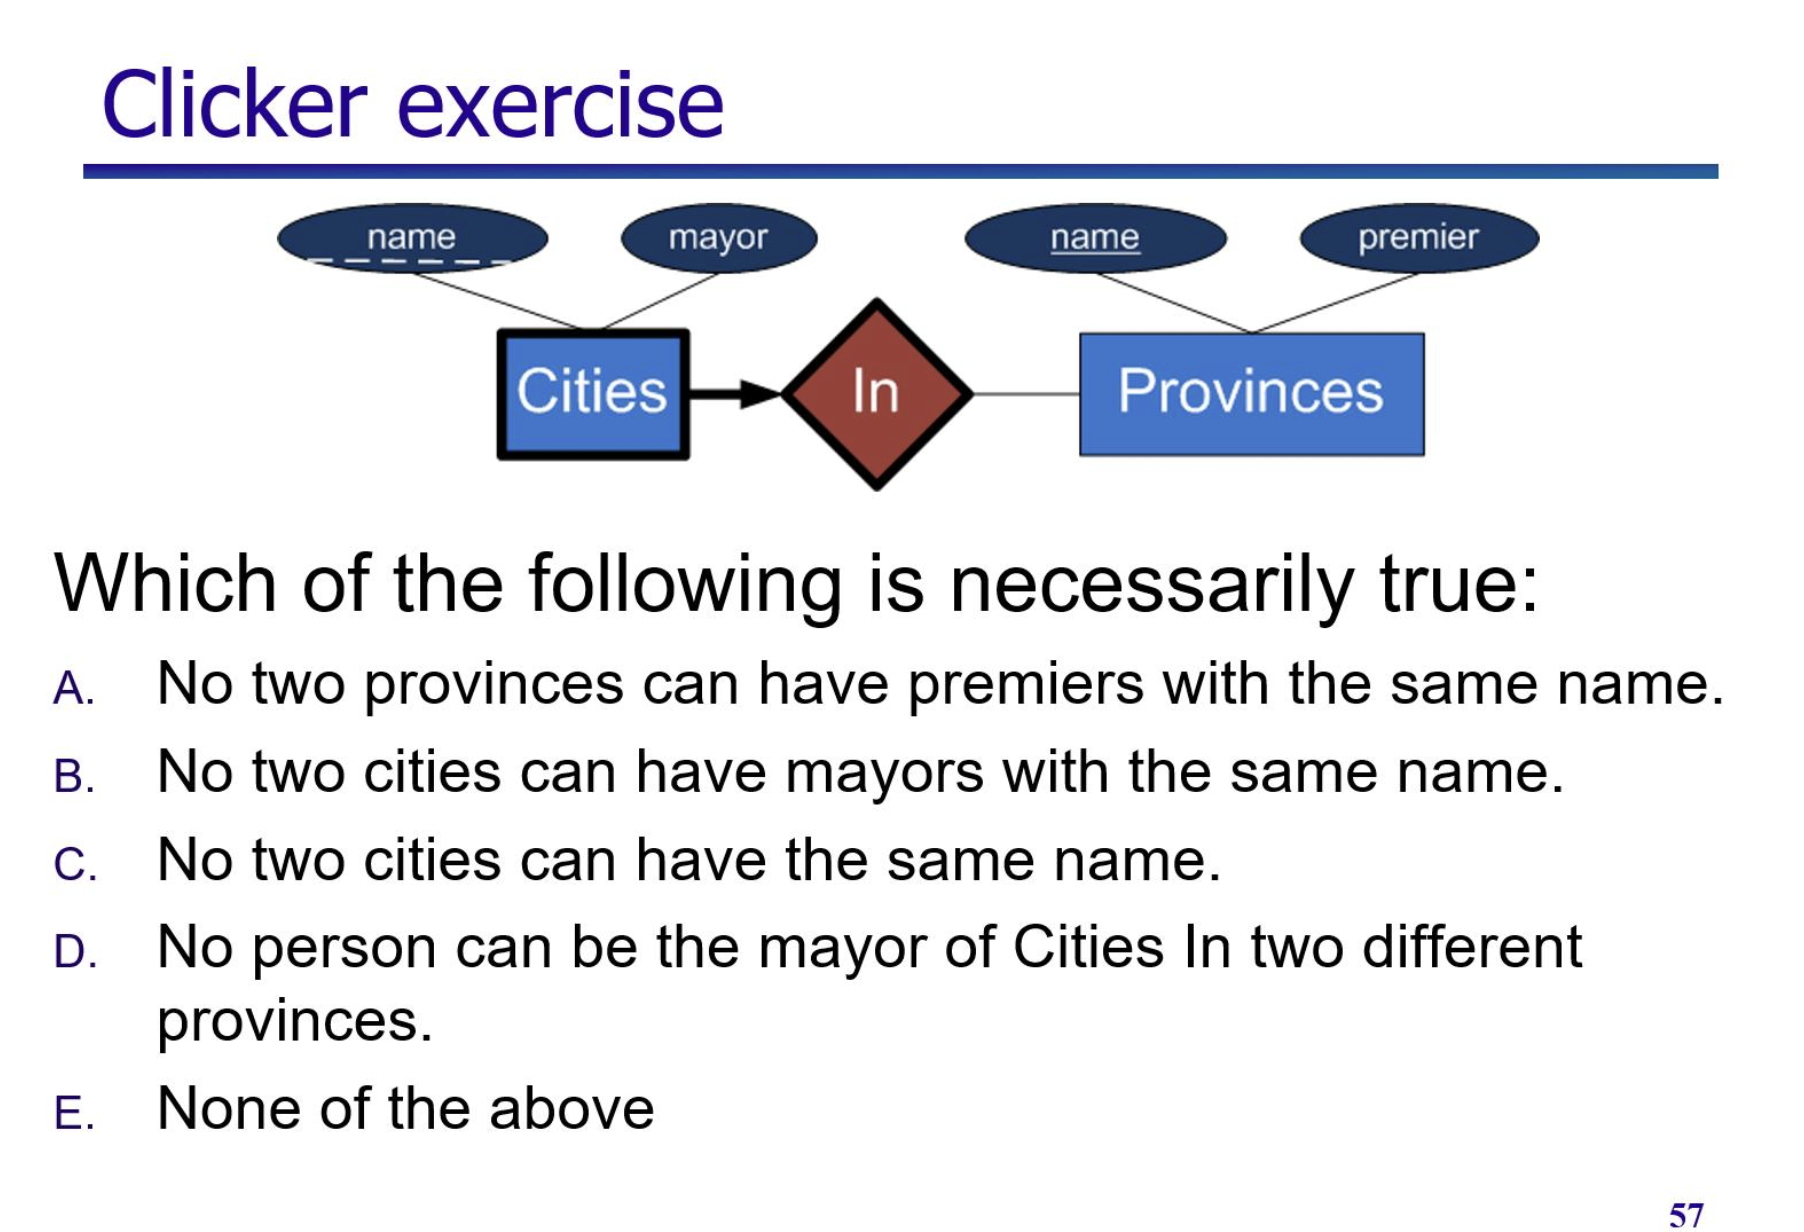 Clicker exercise
name mayor name premier
Cities In Provinces
Which of the following is necessarily true:
A. No two provinces can have premiers with the same name.
B. No two cities can have mayors with the same name.
C. No two cities can have the same name.
D. No person can be the mayor of Cities In two different
provinces.
E. None of the above
57